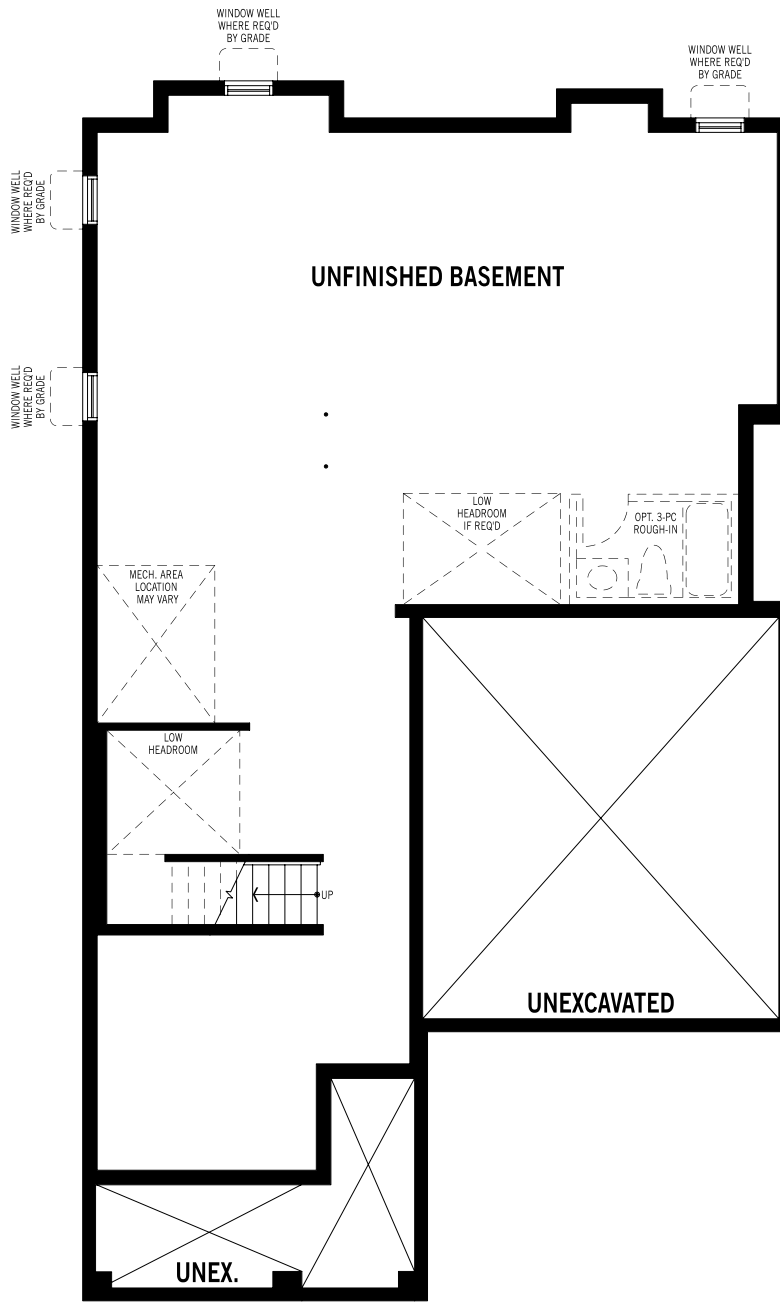 WINDOW WELL
WHERE REQ'D
BY GRADE
WINDOW WELL
WHERE REQ'D
BY GRADE
WINDOW WELL
WHERE REQ'D
BY GRADE
UNFINISHED BASEMENT
WINDOW WELL
WHERE REQ'D
BY GRADE
LOW
HEADROOM
IF REQ'D
OPT. 3-PC
ROUGH-IN
MECH. AREA
LOCATION
MAY VARY
LOW
HEADROOM
UP
UNEXCAVATED
UNEX.